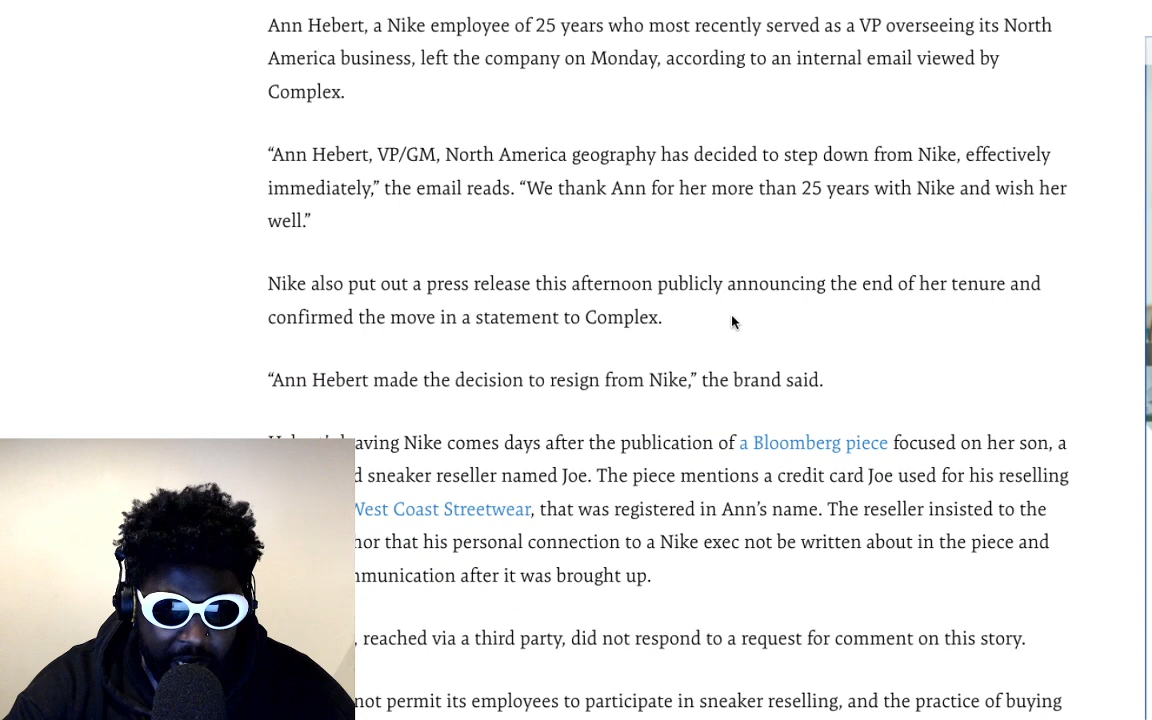 Ann Hebert, a Nike employee of 25 years who most recently served as a VP overseeing its North
America business, left the company on Monday, according to an internal email viewed by
Complex.
“Ann Hebert, VP/GM, North America geography has decided to step down from Nike, effectively
immediately,” the email reads. “We thank Ann for her more than 25 years with Nike and wish her
well.”
Nike also put out a press release this afternoon publicly announcing the end of her tenure and
confirmed the move in a statement to Complex.
“Ann Hebert made the decision to resign from Nike,” the brand said.
Nike comes days after the publication of a Bloomberg piece focused on her son, a
sneaker reseller named Joe. The piece mentions a credit card Joe used for his reselling
West Coast Streetwear, that was registered in Ann’s name. The reseller insisted to the
that his personal connection to a Nike exec not be written about in the piece and
after it was brought up.
, reached via a third party, did not respond to a request for comment on this story.
not permit its employees to participate in sneaker reselling, and the practice of buying